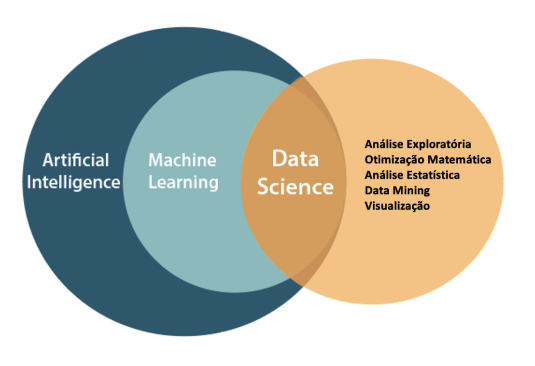 Artificial
Intelligence
Machine
Learning
Data
Science
Análise Exploratória
Otimização Matemática
Análise Estatística
Data Mining
Visualização